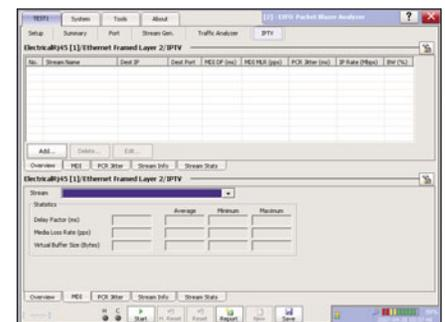 TEST1 System Tools About [2] - EXFO Packet Blazer Analyzer
Setup Summary Port Stream Gen. Traffic Analyzer IPTV
Electrical RJ45 [1]/Ethernet Framed Layer 2/IPTV
No. Stream Name Dest IP Dest Port MDI DF (ms) MDI MLR (pps) PCR Jitter (ms) IP Rate (Mbps) BW (%)
Add... Delete... Edit...
Overview MDI PCR Jitter Stream Info Stream Stats
Electrical RJ45 [1]/Ethernet Framed Layer 2/IPTV
Stream
Statistics
Average Minimum Maximum
Delay Factor (ms)
Media Loss Rate (pps)
Virtual Buffer Size (Bytes)
Overview MDI PCR Jitter Stream Info Stream Stats
H C
Start H. Reset Reset Report New Save